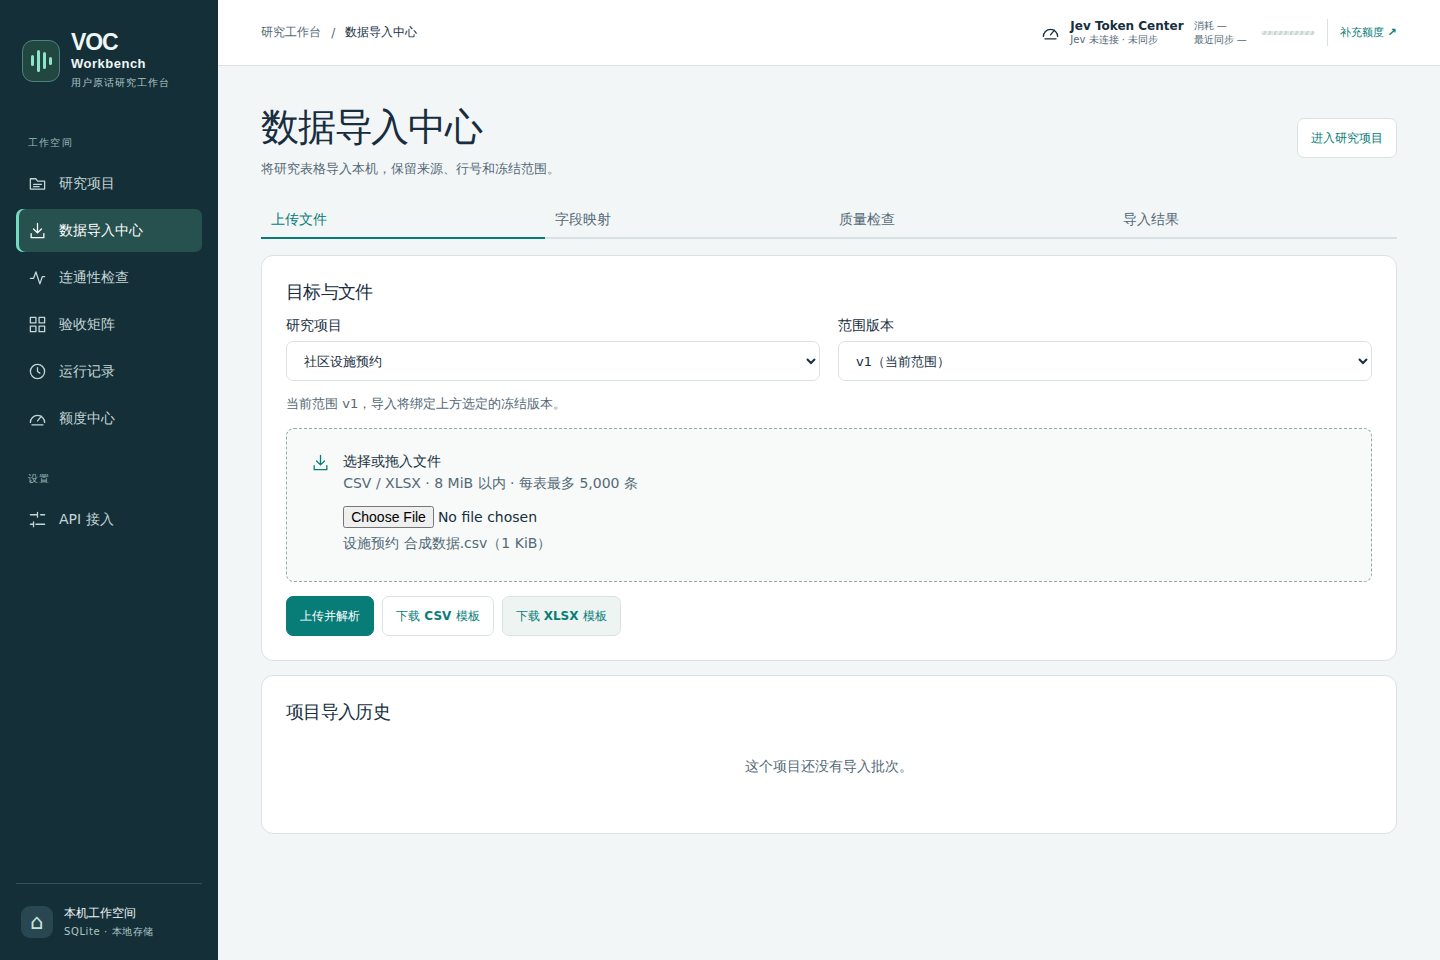 VOC
Workbench
用户原话研究工作台
工作空间
研究项目
数据导入中心
连通性检查
验收矩阵
运行记录
额度中心
设置
API 接入
本机工作空间
SQLite · 本地存储
研究工作台 / 数据导入中心
Jev Token Center
Jev 未连接 · 未同步
消耗 —
最近同步 —
补充额度 ↗
数据导入中心
将研究表格导入本机，保留来源、行号和冻结范围。
进入研究项目
上传文件 字段映射 质量检查 导入结果
目标与文件
研究项目 范围版本
社区设施预约 v1（当前范围）
当前范围 v1，导入将绑定上方选定的冻结版本。
选择或拖入文件
CSV / XLSX · 8 MiB 以内 · 每表最多 5,000 条
Choose File No file chosen
设施预约 合成数据.csv（1 KiB）
上传并解析 下载 CSV 模板 下载 XLSX 模板
项目导入历史
这个项目还没有导入批次。